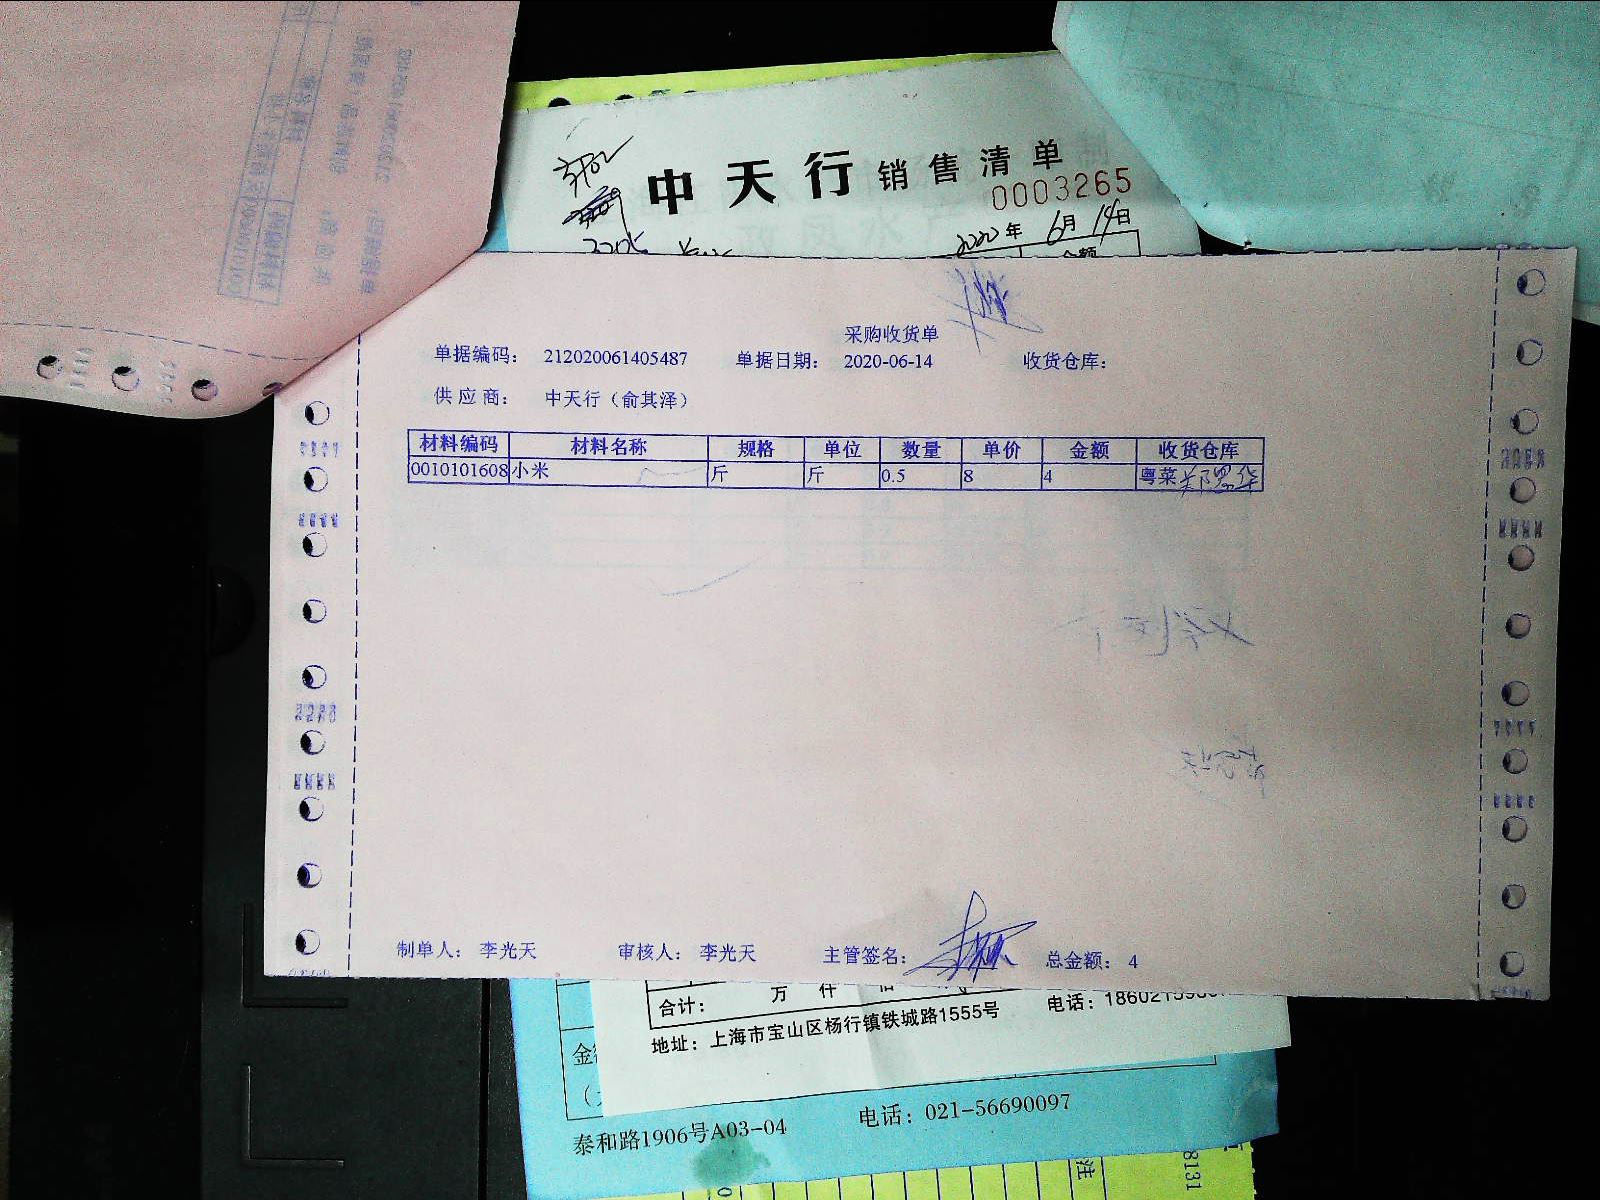 中天行 销售清单
0003265
2020年 6月 14日
金额
采购收货单
单据编码： 212020061405487 单据日期： 2020-06-14 收货仓库：
供应商： 中天行（俞其泽）
材料编码 材料名称 规格 单位 数量 单价 金额 收货仓库
0010101608 小米 斤 斤 0.5 8 4 粤菜
制单人： 李光天 审核人： 李光天 主管签名： 总金额： 4
合计： 万 仟 佰
地址：上海市宝山区杨行镇铁城路1555号 电话：
泰和路1906号A03-04 电话：021-56690097
8131